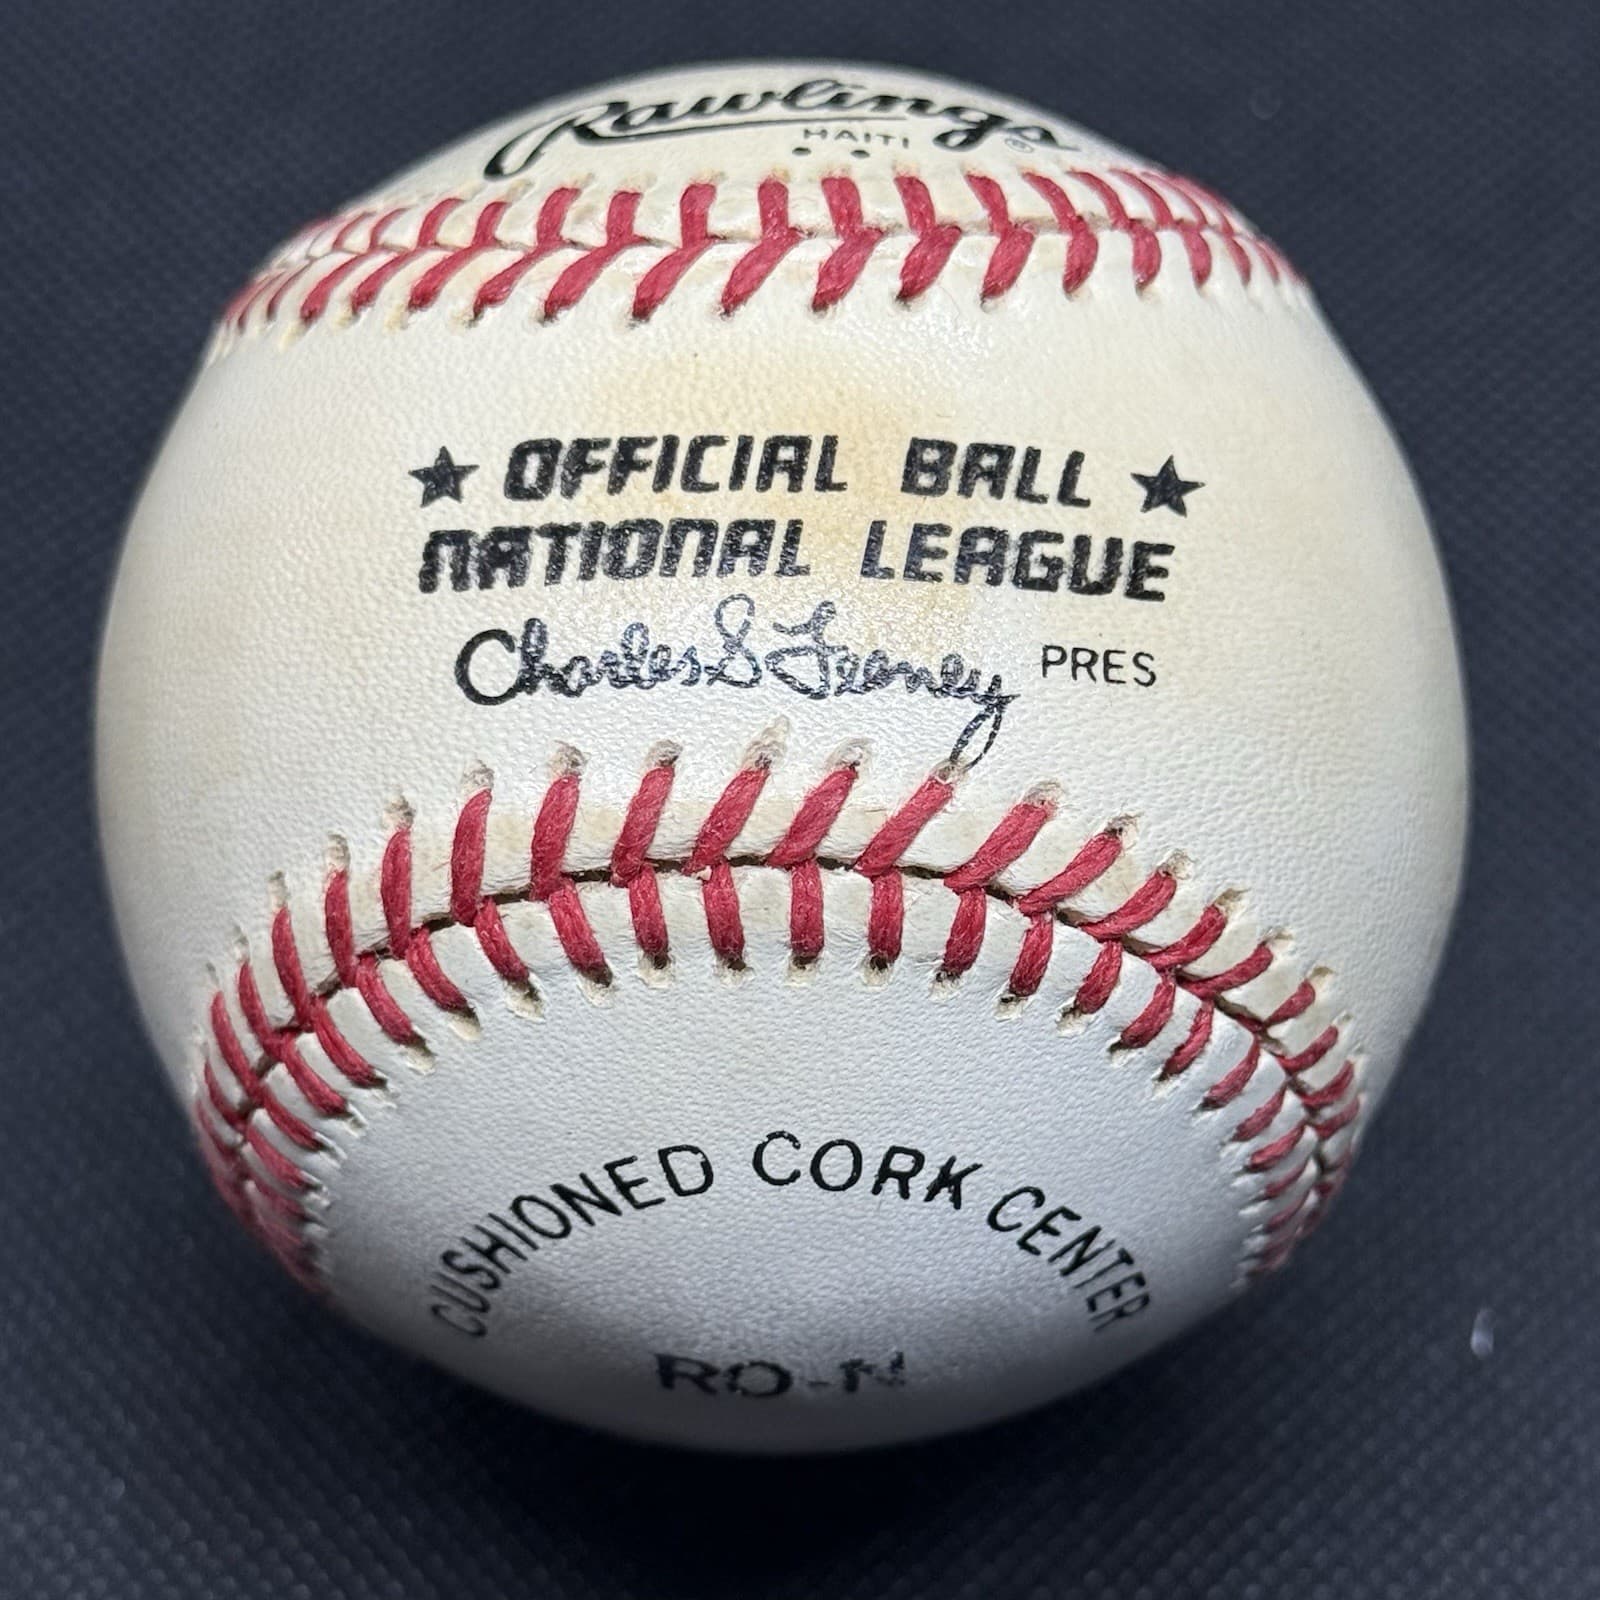 Rawlings®
HAITI
★ OFFICIAL BALL ★
NATIONAL LEAGUE
Charles S Feeney PRES
CUSHIONED CORK CENTER
RO-N